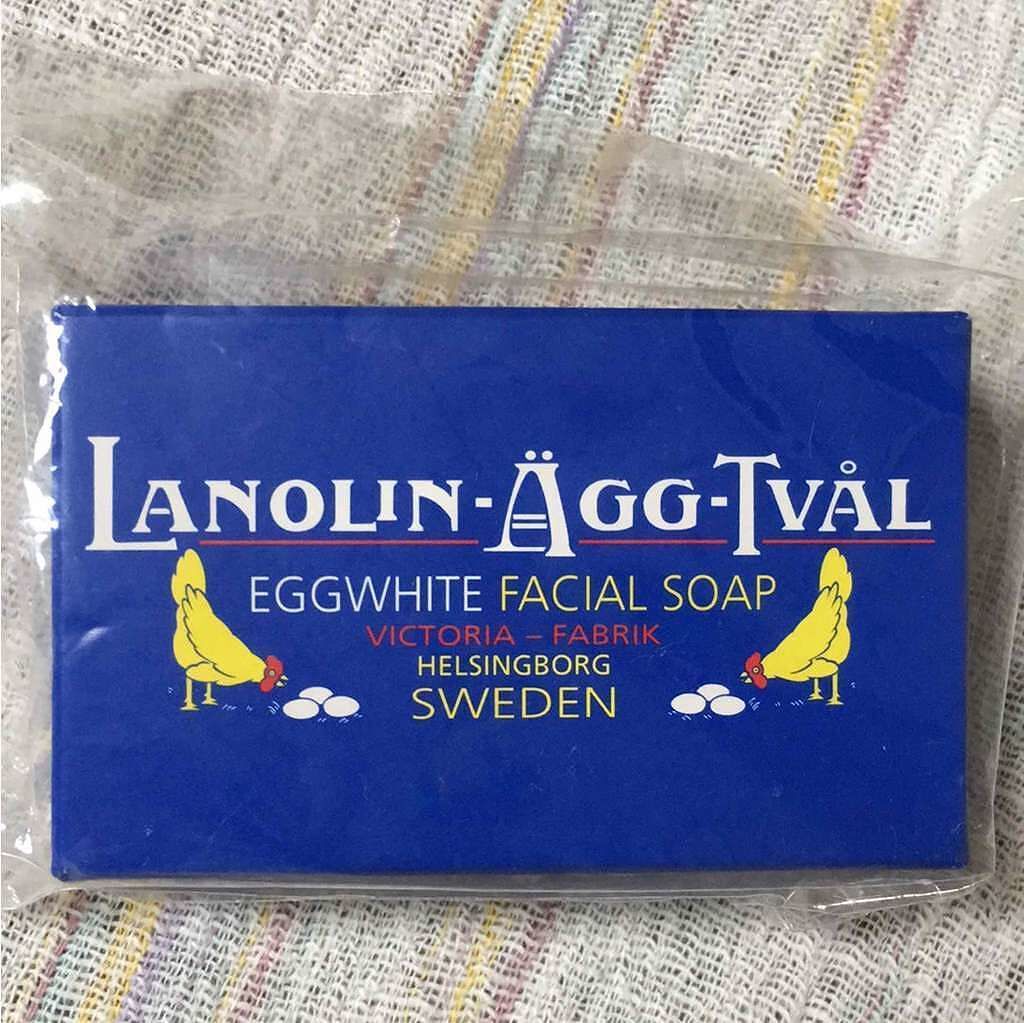 LANOLIN-ÄGG-TVÅL
EGGWHITE FACIAL SOAP
VICTORIA – FABRIK
HELSINGBORG
SWEDEN